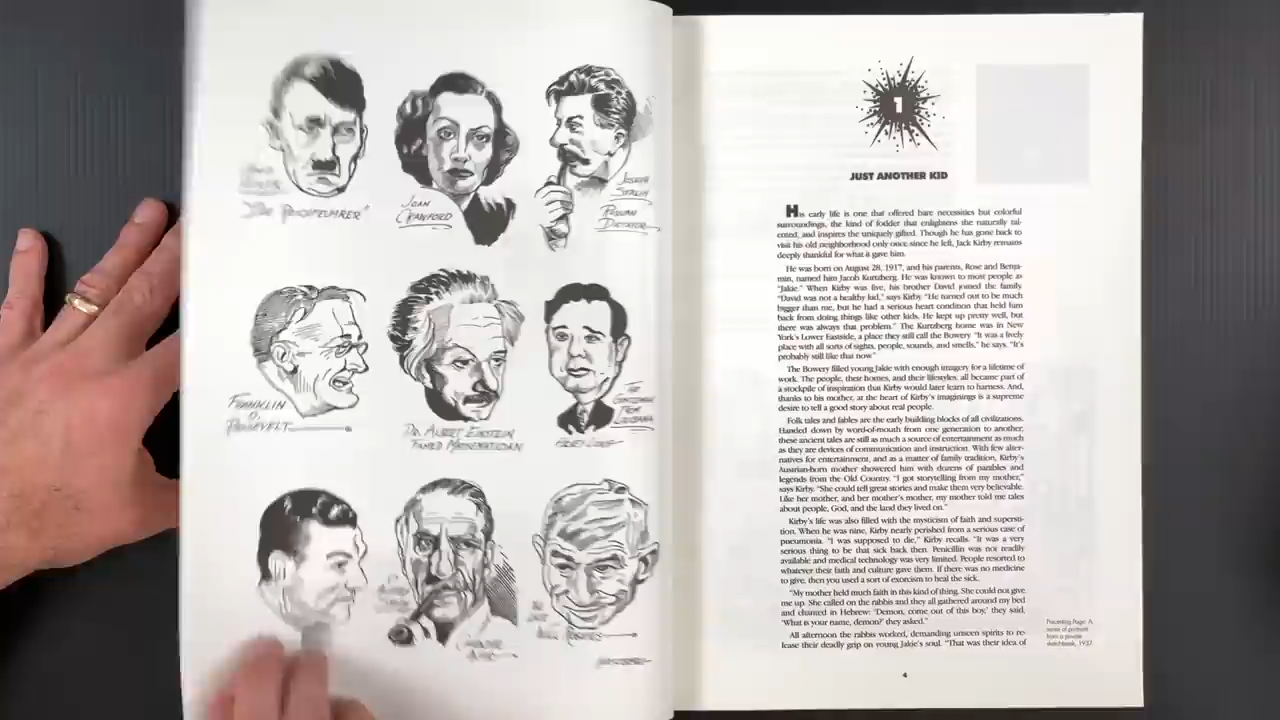 "DER REICHFEUHRER"
JOAN
CRAWFORD
JOSEPH
STALIN
RUSSIAN
DICTATOR
FRANKLIN
D.
ROOSEVELT
DR. ALBERT EINSTEIN
FAMED MATHEMATICIAN
THE
GENTLEMAN
FROM
LOUISIANA
THE
LATE
WILL ROGERS
1
JUST ANOTHER KID
His early life is one that offered bare necessities but colorful
surroundings, the kind of fodder that enlightens the naturally tal-
ented, and inspires the uniquely gifted. Though he has gone back to
visit his old neighborhood only once since he left, Jack Kirby remains
deeply thankful for what it gave him.
He was born on August 28, 1917, and his parents, Rose and Benja-
min, named him Jacob Kurtzberg. He was known to most people as
"Jakie." When Kirby was five, his brother David joined the family.
"David was not a healthy kid," says Kirby. "He turned out to be much
bigger than me, but he had a serious heart condition that held him
back from doing things like other kids. He kept up pretty well, but
there was always that problem." The Kurtzberg home was in New
York's Lower Eastside, a place they still call the Bowery. "It was a lively
place with all sorts of sights, people, sounds, and smells," he says. "It's
probably still like that now."
The Bowery filled young Jakie with enough imagery for a lifetime of
work. The people, their homes, and their lifestyles, all became part of
a stockpile of inspiration that Kirby would later learn to harness. And,
thanks to his mother, at the heart of Kirby's imaginings is a supreme
desire to tell a good story about real people.
Folk tales and fables are the early building blocks of all civilizations.
Handed down by word-of-mouth from one generation to another,
these ancient tales are still as much a source of entertainment as much
as they are devices of communication and instruction. With few alter-
natives for entertainment, and as a matter of family tradition, Kirby's
Austrian-born mother showered him with dozens of parables and
legends from the Old Country. "I got storytelling from my mother,"
says Kirby. "She could tell great stories and make them very believable.
Like her mother, and her mother's mother, my mother told me tales
about people, God, and the land they lived on."
Kirby's life was also filled with the mysticism of faith and supersti-
tion. When he was nine, Kirby nearly perished from a serious case of
pneumonia. "I was supposed to die," Kirby recalls. "It was a very
serious thing to be that sick back then. Penicillin was not readily
available and medical technology was very limited. People resorted to
whatever their faith and culture gave them. If there was no medicine
to give, then you used a sort of exorcism to heal the sick.
"My mother held much faith in this kind of thing. She could not give
me up. She called on the rabbis and they all gathered around my bed
and chanted in Hebrew: 'Demon, come out of this boy,' they said,
'What is your name, demon?' they asked."
All afternoon the rabbis worked, demanding unseen spirits to re-
lease their deadly grip on young Jakie's soul. "That was their idea of
Preceding Page: A
series of portraits
from a private
sketchbook, 1937.
4